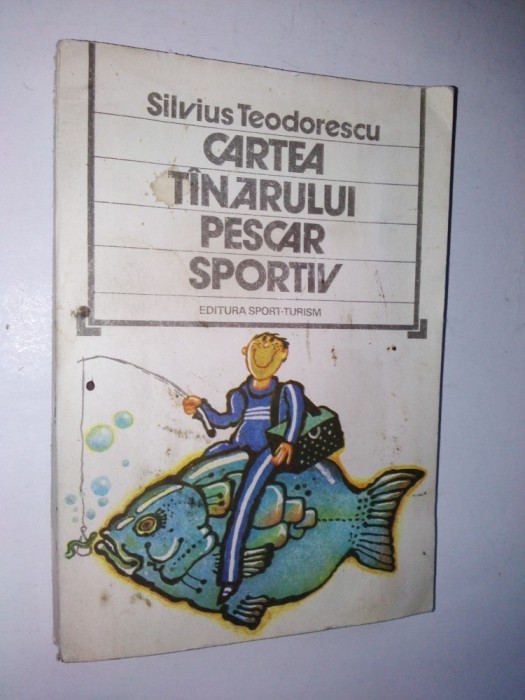 Silvius Teodorescu
CARTEA
TÎNĂRULUI
PESCAR
SPORTIV
EDITURA SPORT-TURISM